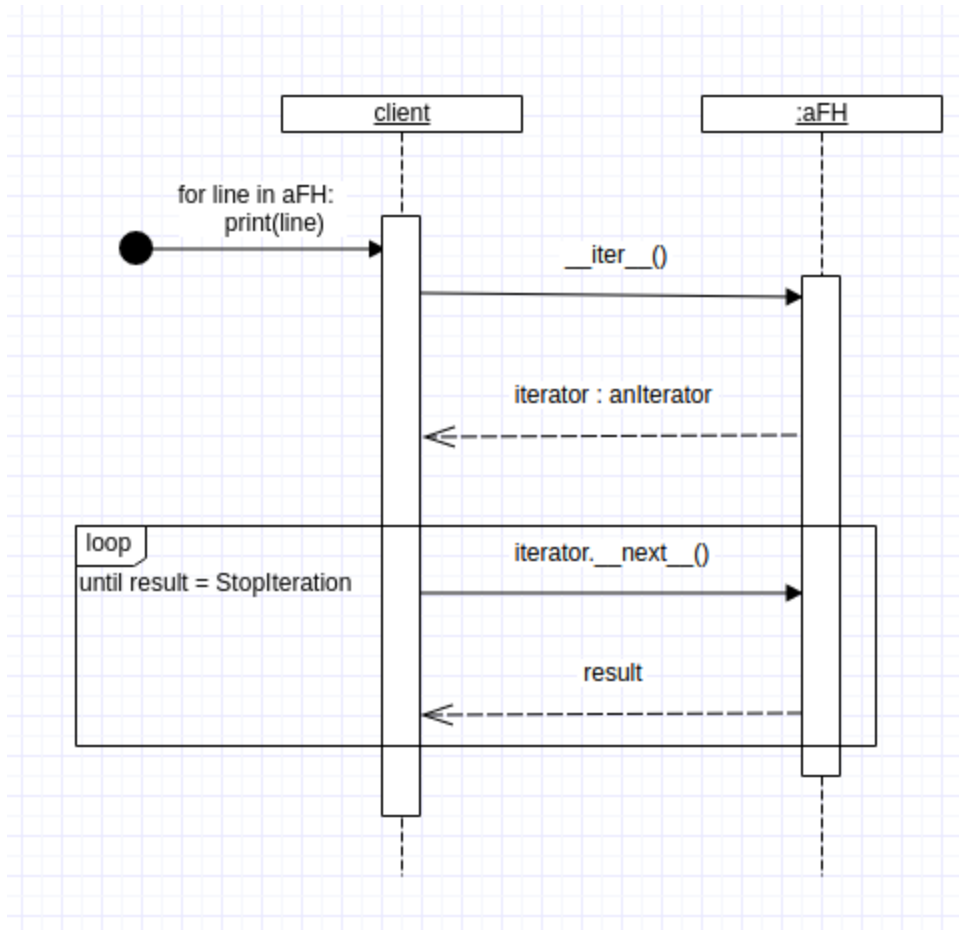 client
:aFH
for line in aFH:
print(line)
__iter__()
iterator : anIterator
loop
until result = StopIteration
iterator.__next__()
result